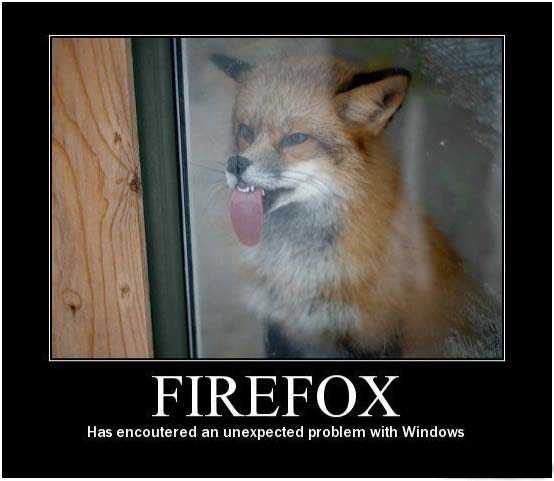 FIREFOX
Has encoutered an unexpected problem with Windows